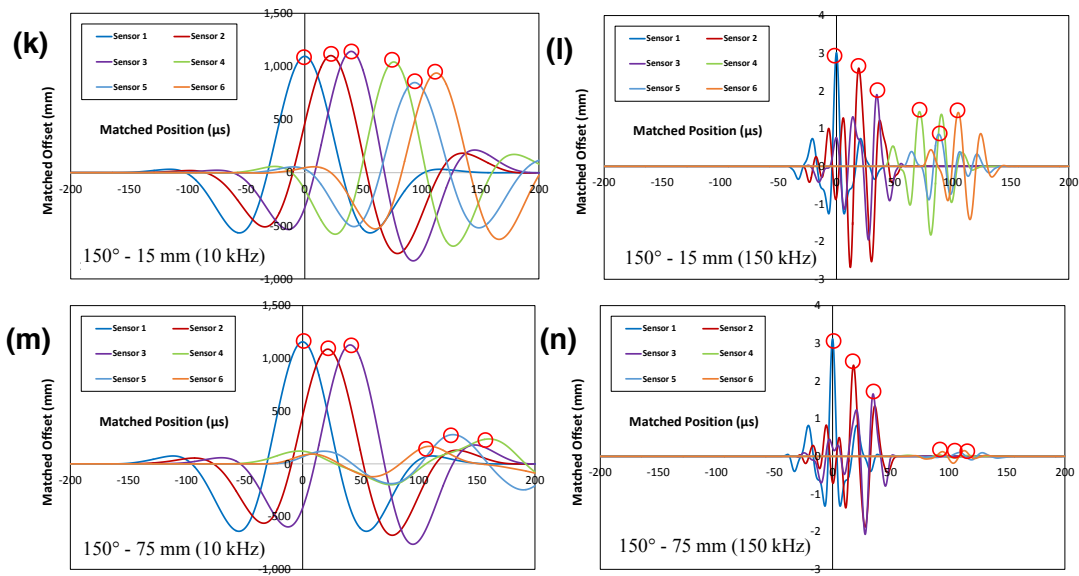 (k)
Matched Offset (mm)
1,500
1,000
500
0
-500
-1,000
-200 -150 -100 -50 0 50 100 150 200
Sensor 1 Sensor 2
Sensor 3 Sensor 4
Sensor 5 Sensor 6
Matched Position (µs)
150° - 15 mm (10 kHz)
(l)
Matched Offset (mm)
4
3
2
1
0
-1
-2
-3
-200 -150 -100 -50 0 50 100 150 200
Sensor 1 Sensor 2
Sensor 3 Sensor 4
Sensor 5 Sensor 6
Matched Position (µs)
150° - 15 mm (150 kHz)
(m)
Matched Offset (mm)
1,500
1,000
500
0
-500
-1,000
-200 -150 -100 -50 0 50 100 150 200
Sensor 1 Sensor 2
Sensor 3 Sensor 4
Sensor 5 Sensor 6
Matched Position (µs)
150° - 75 mm (10 kHz)
(n)
Matched Offset (mm)
4
3
2
1
0
-1
-2
-3
-200 -150 -100 -50 0 50 100 150 200
Sensor 1 Sensor 2
Sensor 3 Sensor 4
Sensor 5 Sensor 6
Matched Position (µs)
150° - 75 mm (150 kHz)